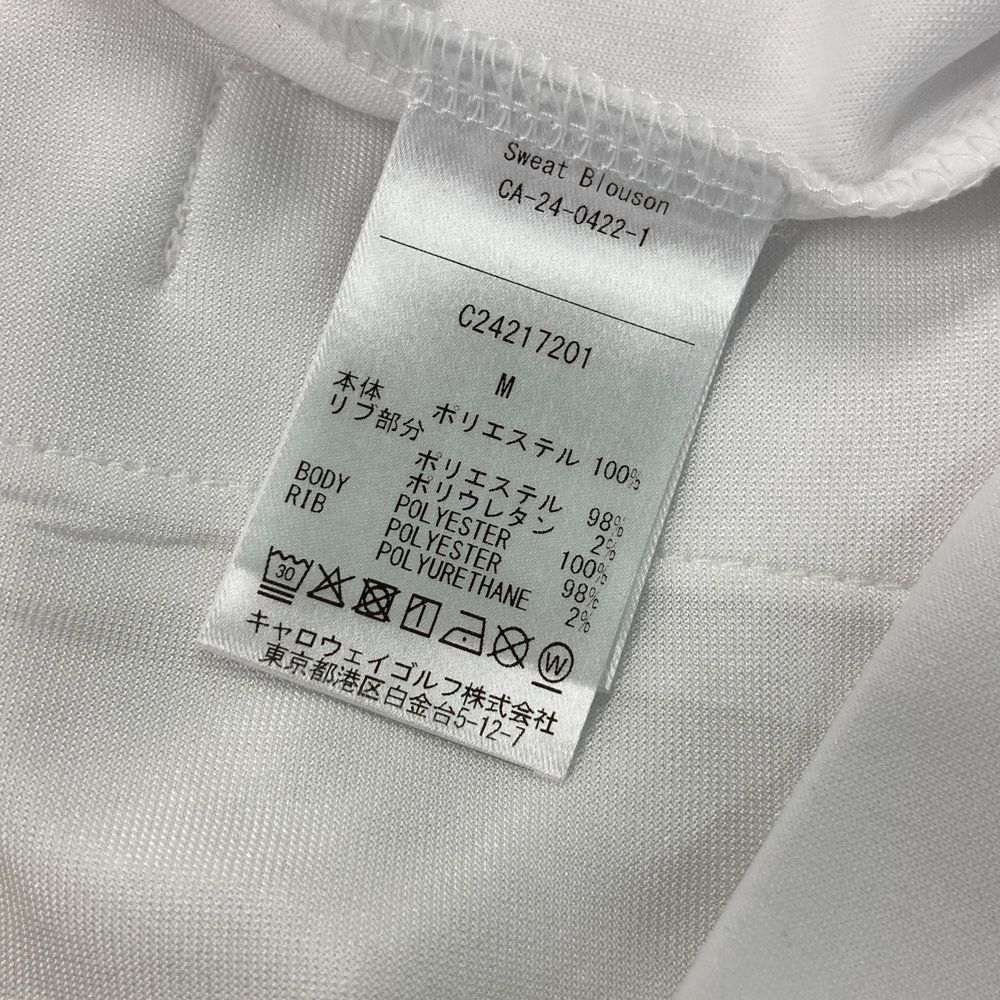 Sweat Blouson
CA-24-0422-1
C24217201
M
本体 ポリエステル 100%
リブ部分
ポリエステル 98%
ポリウレタン 2%
BODY POLYESTER 100%
RIB POLYESTER 98%
POLYURETHANE 2%
30
W
キャロウェイゴルフ株式会社
東京都港区白金台5-12-7